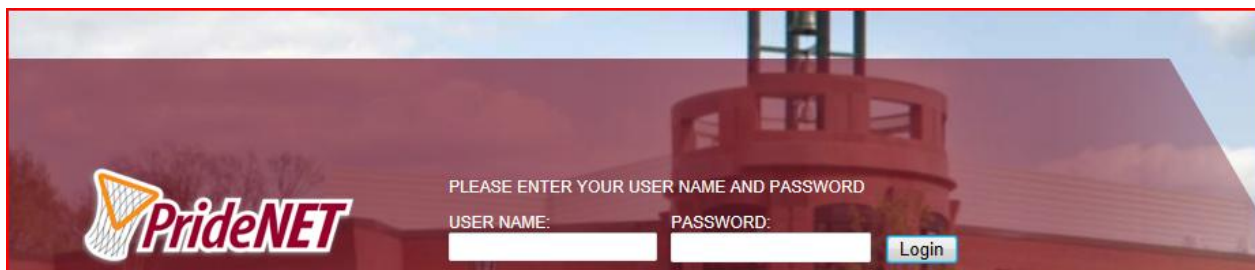 PrideNET
PLEASE ENTER YOUR USER NAME AND PASSWORD
USER NAME: PASSWORD:
Login